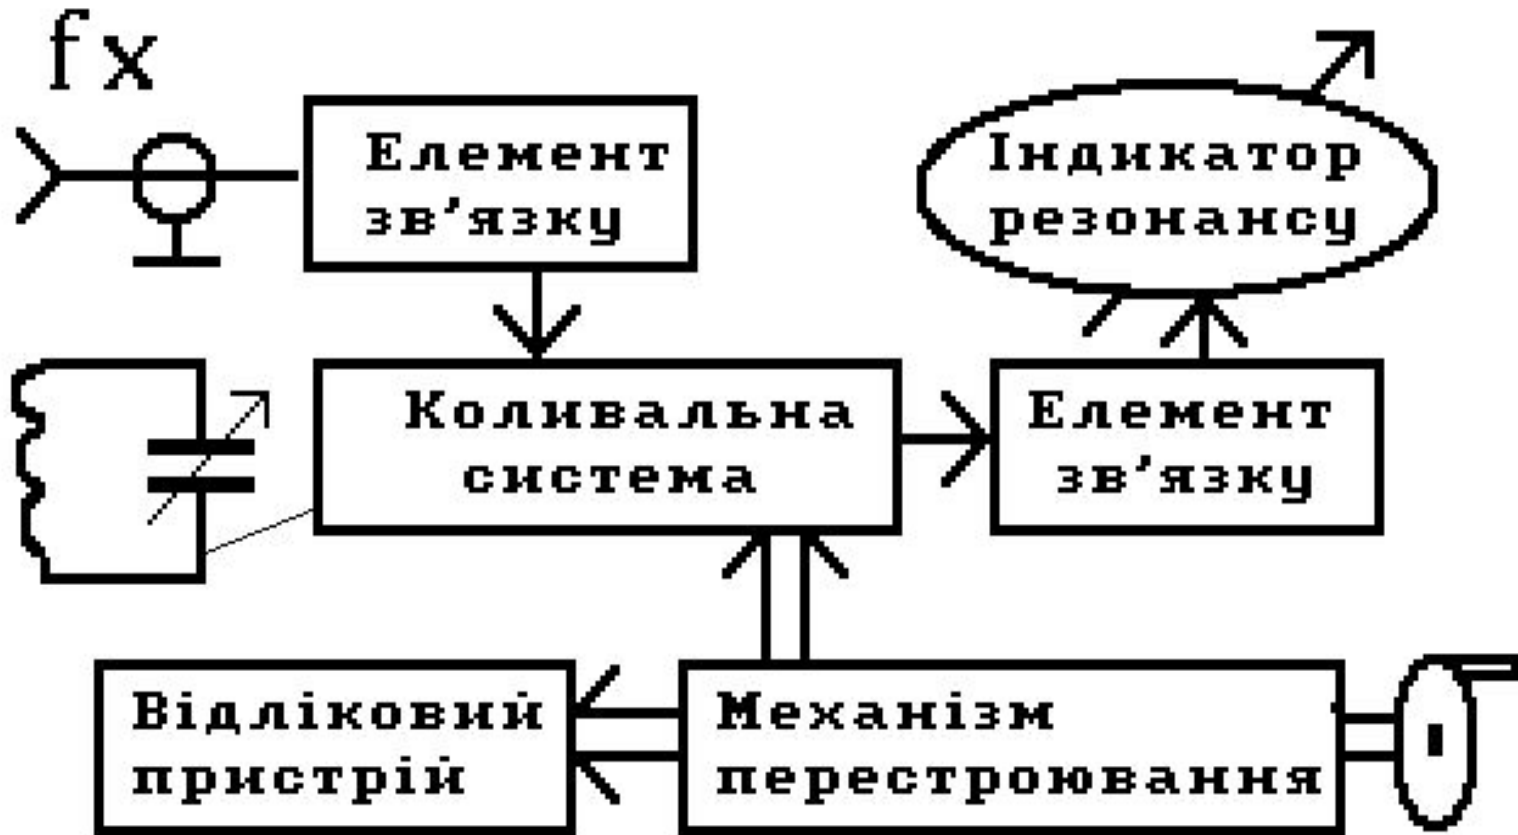 fx
Елемент
зв'язку
Індикатор
резонансу
Коливальна
система
Елемент
зв'язку
Відліковий
пристрій
Механізм
перестроювання